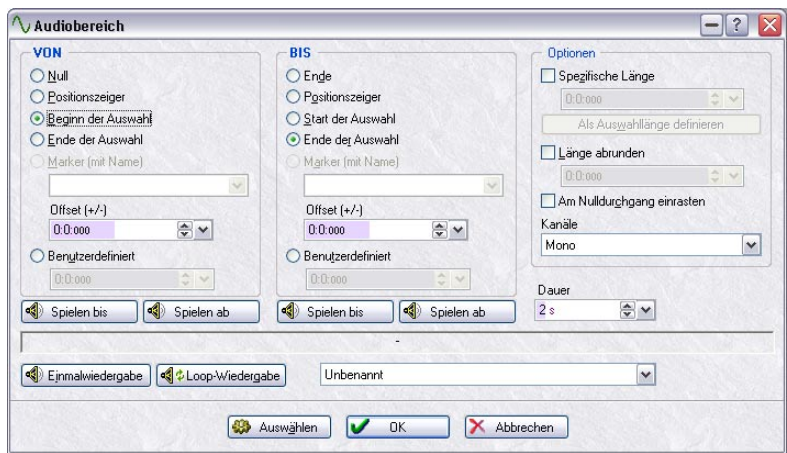 Audiobereich
VON
Null
Positionszeiger
Beginn der Auswahl
Ende der Auswahl
Marker (mit Name)
Offset (+/-)
0:0:000
Benutzerdefiniert
0:0:000
Spielen bis
Spielen ab
BIS
Ende
Positionszeiger
Start der Auswahl
Ende der Auswahl
Marker (mit Name)
Offset (+/-)
0:0:000
Benutzerdefiniert
0:0:000
Spielen bis
Spielen ab
Optionen
Spezifische Länge
0:0:000
Als Auswahllänge definieren
Länge abrunden
0:0:000
Am Nulldurchgang einrasten
Kanäle
Mono
Dauer
2 s
-
Einmalwiedergabe
Loop-Wiedergabe
Unbenannt
Auswählen
OK
Abbrechen